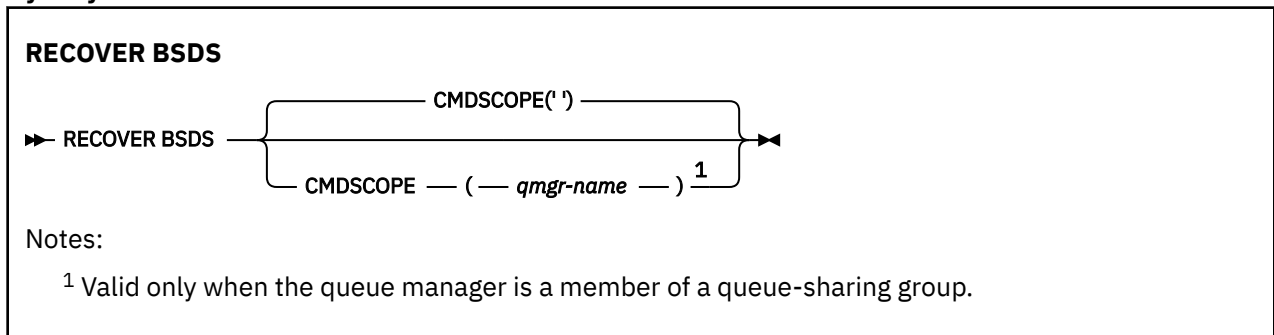 RECOVER BSDS
CMDSCOPE(' ')
RECOVER BSDS
CMDSCOPE ( qmgr-name ) 1
Notes:
1 Valid only when the queue manager is a member of a queue-sharing group.